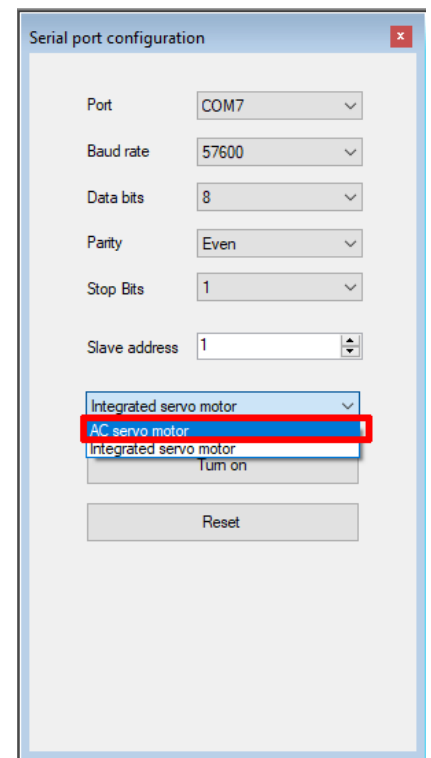 Serial port configuration x
Port COM7
Baud rate 57600
Data bits 8
Parity Even
Stop Bits 1
Slave address 1
Integrated servo motor
AC servo motor
Integrated servo motor
Turn on
Reset